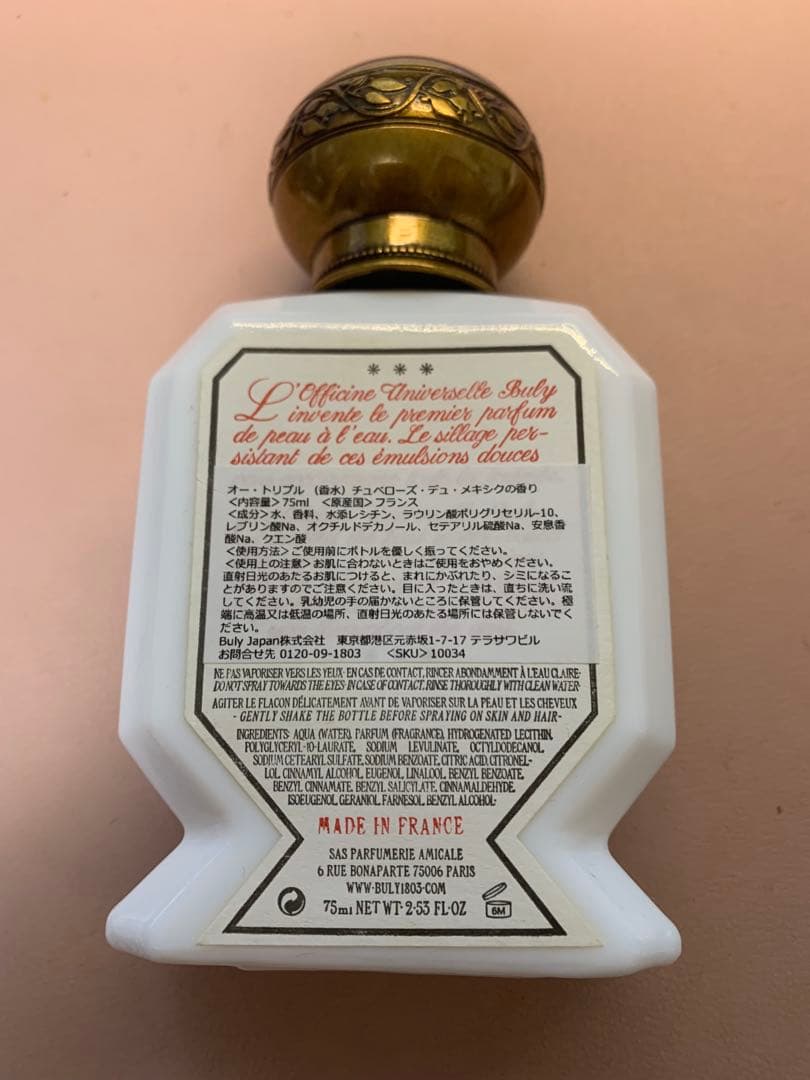 ***
L'Officine Universelle Buly
invente le premier parfum
de peau à l'eau. Le sillage per-
sistant de ces émulsions douces
オー・トリプル （香水）チュベローズ・デュ・メキシクの香り
＜内容量＞75ml ＜原産国＞フランス
＜成分＞水、香料、水添レシチン、ラウリン酸ポリグリセリル-10、
レブリン酸Na、オクチルドデカノール、セテアリル硫酸Na、安息香
酸Na、クエン酸
＜使用方法＞ご使用前にボトルを優しく振ってください。
＜使用上の注意＞お肌に合わないときはご使用をおやめください。
直射日光のあたるお肌につけると、まれにかぶれたり、シミになるこ
とがありますのでご注意ください。目に入ったときは、直ちに洗い流
してください。乳幼児の手の届かないところに保管してください。極
端に高温又は低温の場所、直射日光のあたる場所には保管しないでく
ださい。
Buly Japan株式会社 東京都港区元赤坂1-7-17 テラサワビル
お問合せ先 0120-09-1803 ＜SKU＞10034
NE PAS VAPORISER VERS LES YEUX· EN CAS DE CONTACT, RINCER ABONDAMMENT À L'EAU CLAIRE·
DO NOT SPRAY TOWARDS THE EYES· IN CASE OF CONTACT, RINSE THOROUGHLY WITH CLEAN WATER·
AGITER LE FLACON DÉLICATEMENT AVANT DE VAPORISER SUR LA PEAU ET LES CHEVEUX
- GENTLY SHAKE THE BOTTLE BEFORE SPRAYING ON SKIN AND HAIR-
INGREDIENTS: AQUA (WATER), PARFUM (FRAGRANCE), HYDROGENATED LECITHIN,
POLYGLYCERYL-10-LAURATE, SODIUM LEVULINATE, OCTYLDODECANOL,
SODIUM CETEARYL SULFATE, SODIUM BENZOATE, CITRIC ACID, CITRONEL-
LOL, CINNAMYL ALCOHOL, EUGENOL, LINALOOL, BENZYL BENZOATE,
BENZYL CINNAMATE, BENZYL SALICYLATE, CINNAMALDEHYDE,
ISOEUGENOL, GERANIOL, FARNESOL, BENZYL ALCOHOL·
MADE IN FRANCE
SAS PARFUMERIE AMICALE
6 RUE BONAPARTE 75006 PARIS
WWW·BULY1803·COM
75ml NET WT· 2·53 FL·OZ
6M